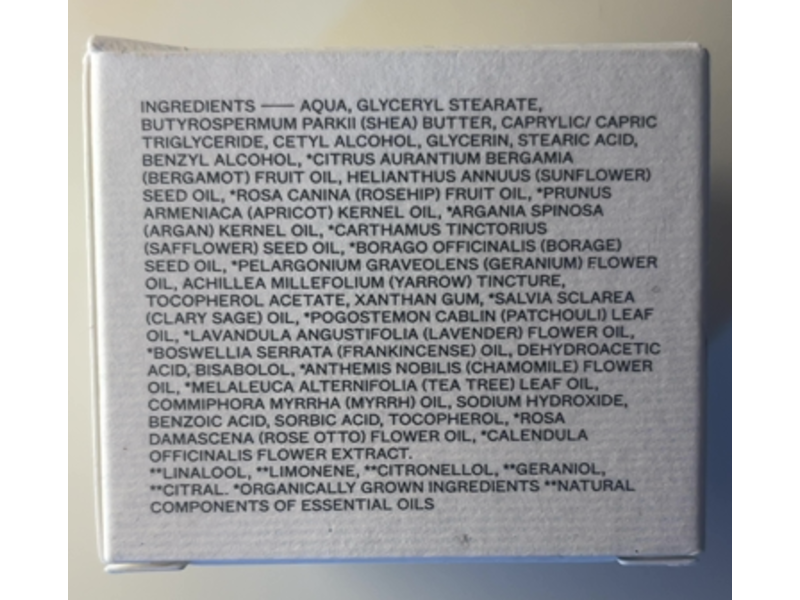 INGREDIENTS —— AQUA, GLYCERYL STEARATE,
BUTYROSPERMUM PARKII (SHEA) BUTTER, CAPRYLIC/ CAPRIC
TRIGLYCERIDE, CETYL ALCOHOL, GLYCERIN, STEARIC ACID,
BENZYL ALCOHOL, *CITRUS AURANTIUM BERGAMIA
(BERGAMOT) FRUIT OIL, HELIANTHUS ANNUUS (SUNFLOWER)
SEED OIL, *ROSA CANINA (ROSEHIP) FRUIT OIL, *PRUNUS
ARMENIACA (APRICOT) KERNEL OIL, *ARGANIA SPINOSA
(ARGAN) KERNEL OIL, *CARTHAMUS TINCTORIUS
(SAFFLOWER) SEED OIL, *BORAGO OFFICINALIS (BORAGE)
SEED OIL, *PELARGONIUM GRAVEOLENS (GERANIUM) FLOWER
OIL, ACHILLEA MILLEFOLIUM (YARROW) TINCTURE,
TOCOPHEROL ACETATE, XANTHAN GUM, *SALVIA SCLAREA
(CLARY SAGE) OIL, *POGOSTEMON CABLIN (PATCHOULI) LEAF
OIL, *LAVANDULA ANGUSTIFOLIA (LAVENDER) FLOWER OIL,
*BOSWELLIA SERRATA (FRANKINCENSE) OIL, DEHYDROACETIC
ACID, BISABOLOL, *ANTHEMIS NOBILIS (CHAMOMILE) FLOWER
OIL, *MELALEUCA ALTERNIFOLIA (TEA TREE) LEAF OIL,
COMMIPHORA MYRRHA (MYRRH) OIL, SODIUM HYDROXIDE,
BENZOIC ACID, SORBIC ACID, TOCOPHEROL, *ROSA
DAMASCENA (ROSE OTTO) FLOWER OIL, *CALENDULA
OFFICINALIS FLOWER EXTRACT.
**LINALOOL, **LIMONENE, **CITRONELLOL, **GERANIOL,
**CITRAL. *ORGANICALLY GROWN INGREDIENTS **NATURAL
COMPONENTS OF ESSENTIAL OILS